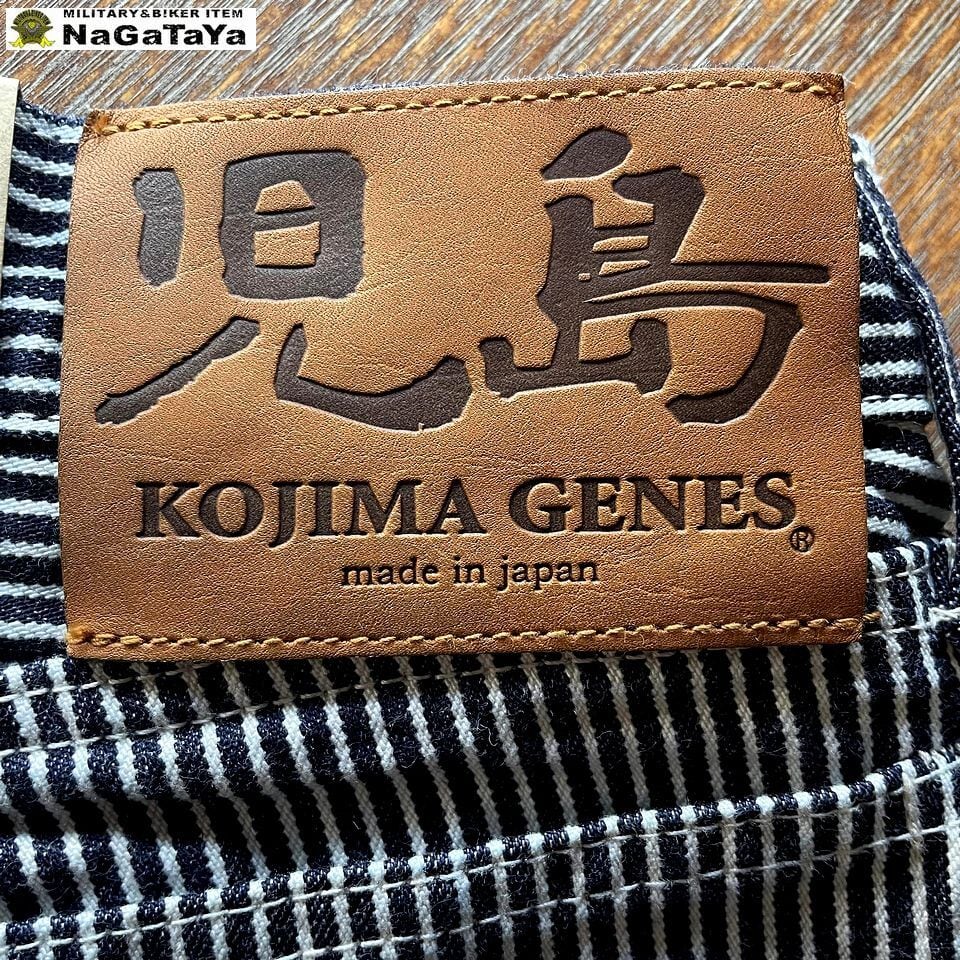 MILITARY&B!KER ITEM
NaGaTaYa
児島
KOJIMA GENES®
made in japan